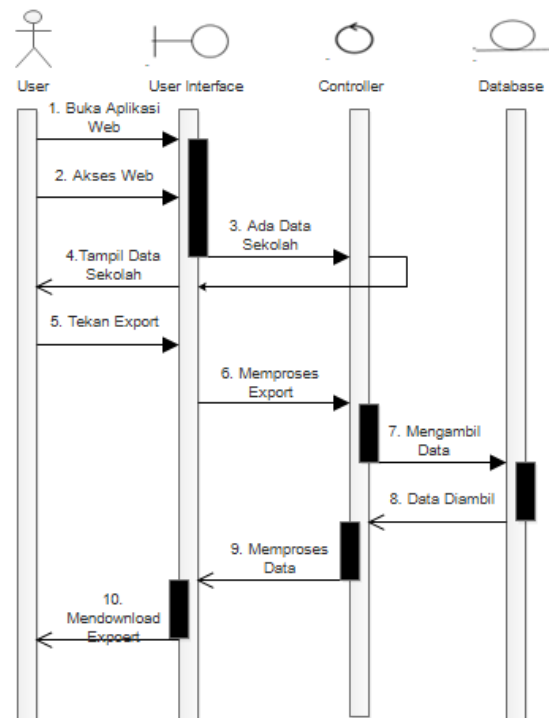 User
User Interface
Controller
Database
1. Buka Aplikasi
Web
2. Akses Web
3. Ada Data
Sekolah
4.Tampil Data
Sekolah
5. Tekan Export
6. Memproses
Export
7. Mengambil
Data
8. Data Diambil
9. Memproses
Data
10.
Mendownload
Expoert